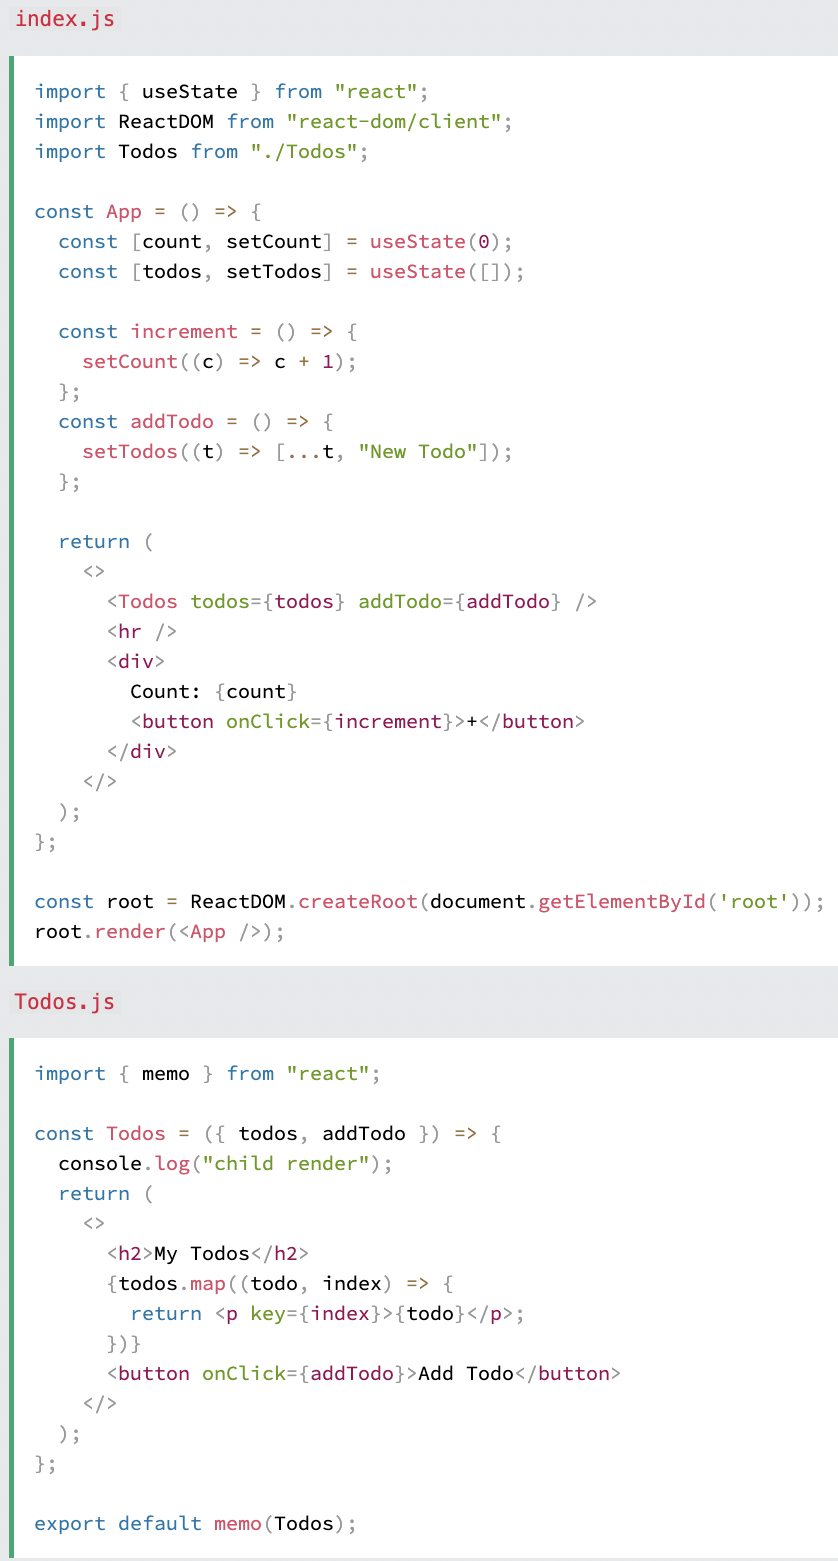 index.js
import { useState } from "react";
import ReactDOM from "react-dom/client";
import Todos from "./Todos";
const App = () => {
  const [count, setCount] = useState(0);
  const [todos, setTodos] = useState([]);
  const increment = () => {
    setCount((c) => c + 1);
  };
  const addTodo = () => {
    setTodos((t) => [...t, "New Todo"]);
  };
  return (
    <>
      <Todos todos={todos} addTodo={addTodo} />
      <hr />
      <div>
        Count: {count}
        <button onClick={increment}>+</button>
      </div>
    </>
  );
};
const root = ReactDOM.createRoot(document.getElementById('root'));
root.render(<App />);
Todos.js
import { memo } from "react";
const Todos = ({ todos, addTodo }) => {
  console.log("child render");
  return (
    <>
      <h2>My Todos</h2>
      {todos.map((todo, index) => {
        return <p key={index}>{todo}</p>;
      })}
      <button onClick={addTodo}>Add Todo</button>
    </>
  );
};
export default memo(Todos);